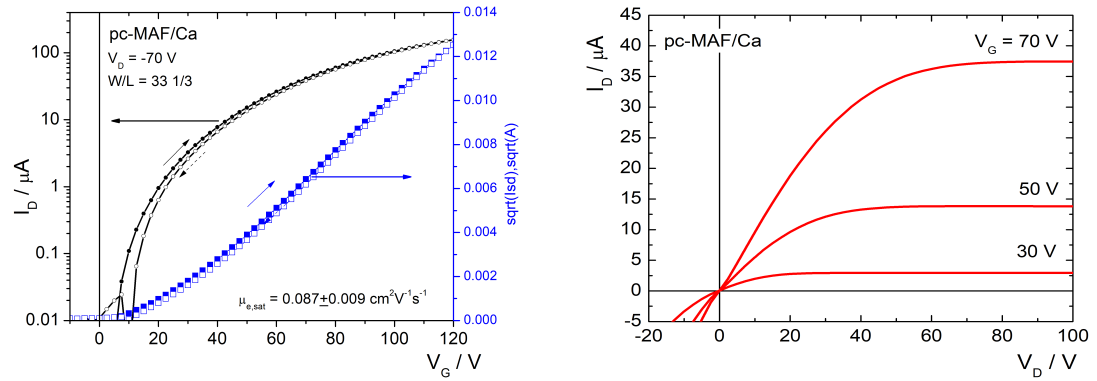 pc-MAF/Ca
V_D = -70 V
W/L = 33 1/3
μ_e,sat = 0.087±0.009 cm²V⁻¹s⁻¹
I_D / μA
100
10
1
0.1
0.01
0 20 40 60 80 100 120
V_G / V
0.014
0.012
0.010
0.008
0.006
0.004
0.002
0.000
sqrt(Isd),sqrt(A)
pc-MAF/Ca
V_G = 70 V
50 V
30 V
I_D / μA
45
40
35
30
25
20
15
10
5
0
-5
-20 0 20 40 60 80 100
V_D / V